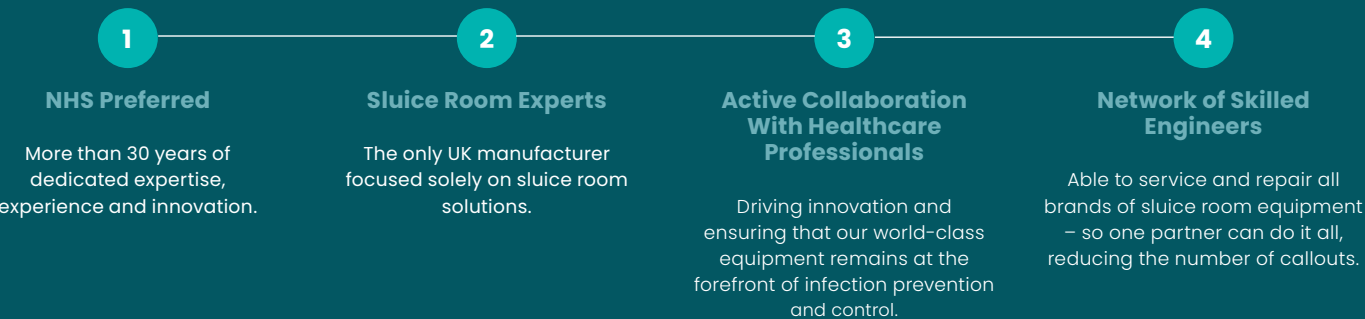 1
NHS Preferred
More than 30 years of
dedicated expertise,
experience and innovation.
2
Sluice Room Experts
The only UK manufacturer
focused solely on sluice room
solutions.
3
Active Collaboration
With Healthcare
Professionals
Driving innovation and
ensuring that our world-class
equipment remains at the
forefront of infection prevention
and control.
4
Network of Skilled
Engineers
Able to service and repair all
brands of sluice room equipment
– so one partner can do it all,
reducing the number of callouts.